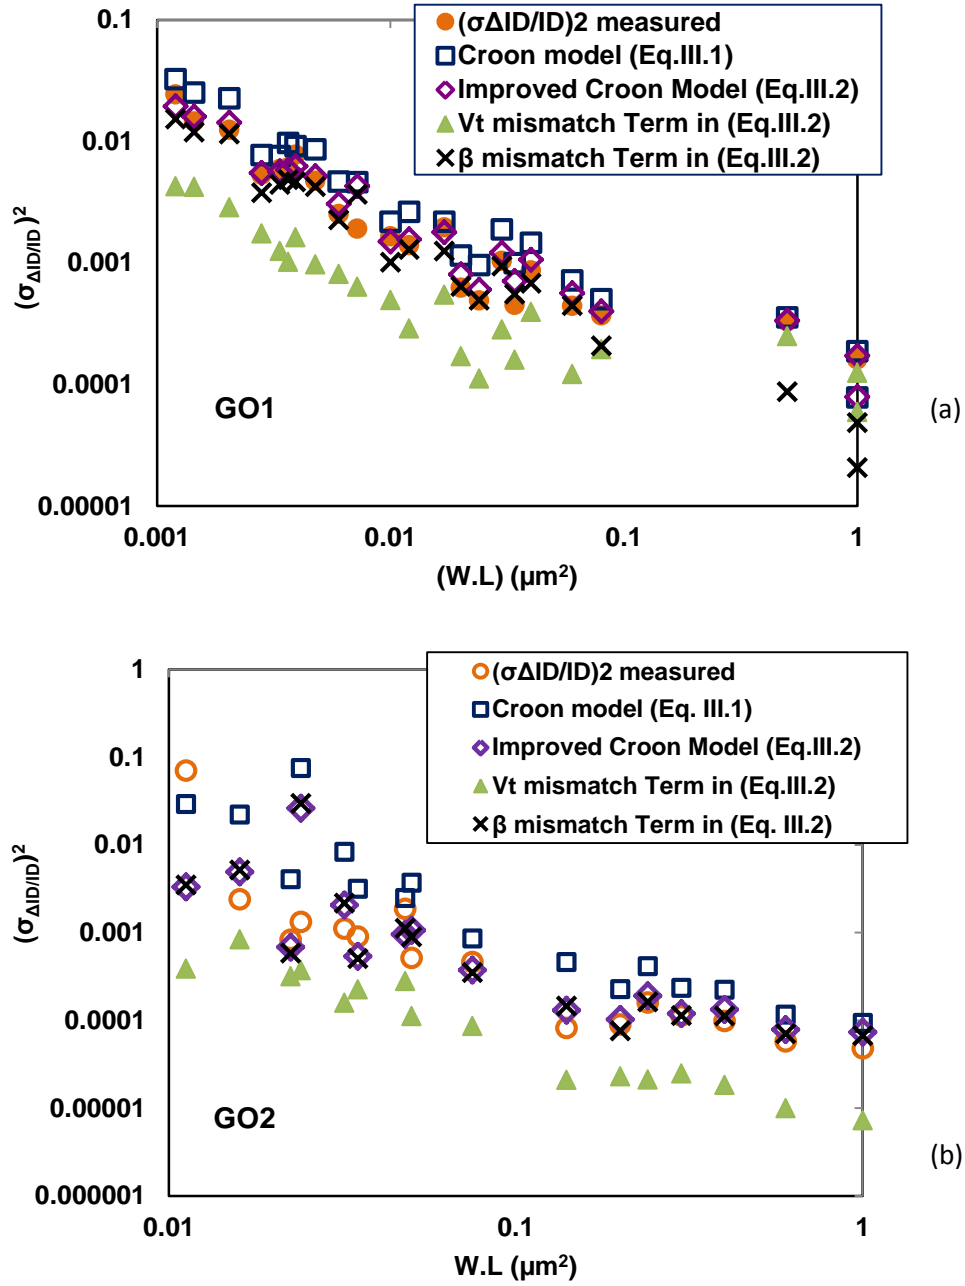 0.1
0.01
0.001
0.0001
0.00001
(σΔID/ID)²
(σΔID/ID)2 measured
Croon model (Eq.III.1)
Improved Croon Model (Eq.III.2)
Vt mismatch Term in (Eq.III.2)
β mismatch Term in (Eq.III.2)
GO1
(a)
0.001 0.01 0.1 1
(W.L) (µm²)
1
0.1
0.01
0.001
0.0001
0.00001
0.000001
(σΔID/ID)²
(σΔID/ID)2 measured
Croon model (Eq. III.1)
Improved Croon Model (Eq.III.2)
Vt mismatch Term in (Eq.III.2)
β mismatch Term in (Eq. III.2)
GO2
(b)
0.01 0.1 1
W.L (µm²)